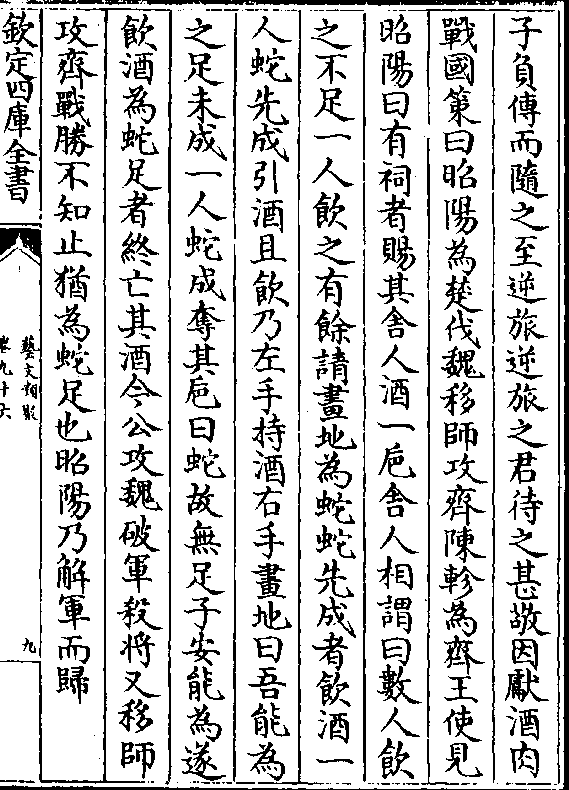 子負傳而隨之至逆旅逆旅之君待之甚敬因獻酒肉
戰國策曰昭陽為楚伐魏移師攻齊陳軫為齊王使見
昭陽曰有祠者賜其舍人酒一巵舍人相謂曰數人飲
之不足一人飲之有餘請畫地為蛇蛇先成者飲酒一
人蛇先成引酒且飲乃左手持酒右手畫地曰吾能為
之足未成一人蛇成奪其巵曰蛇故無足子安能為遂
飲酒為蛇足者終亡其酒今公攻魏破軍殺将又移師
攻齊戰勝不知止猶為蛇足也昭陽乃解軍而歸
欽定四庫全書
藝文類聚
卷九十六
九